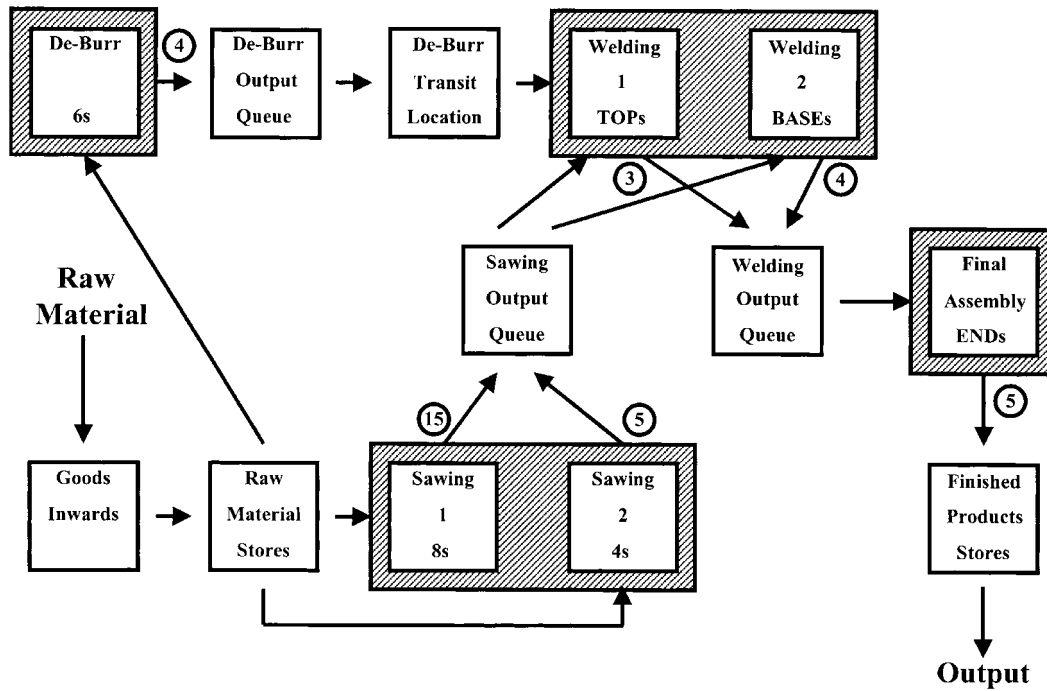 De-Burr
6s
4
De-Burr
Output
Queue
De-Burr
Transit
Location
Welding
1
TOPs
Welding
2
BASEs
3
4
Sawing
Output
Queue
Welding
Output
Queue
Final
Assembly
ENDs
Raw
Material
15
5
5
Goods
Inwards
Raw
Material
Stores
Sawing
1
8s
Sawing
2
4s
Finished
Products
Stores
Output